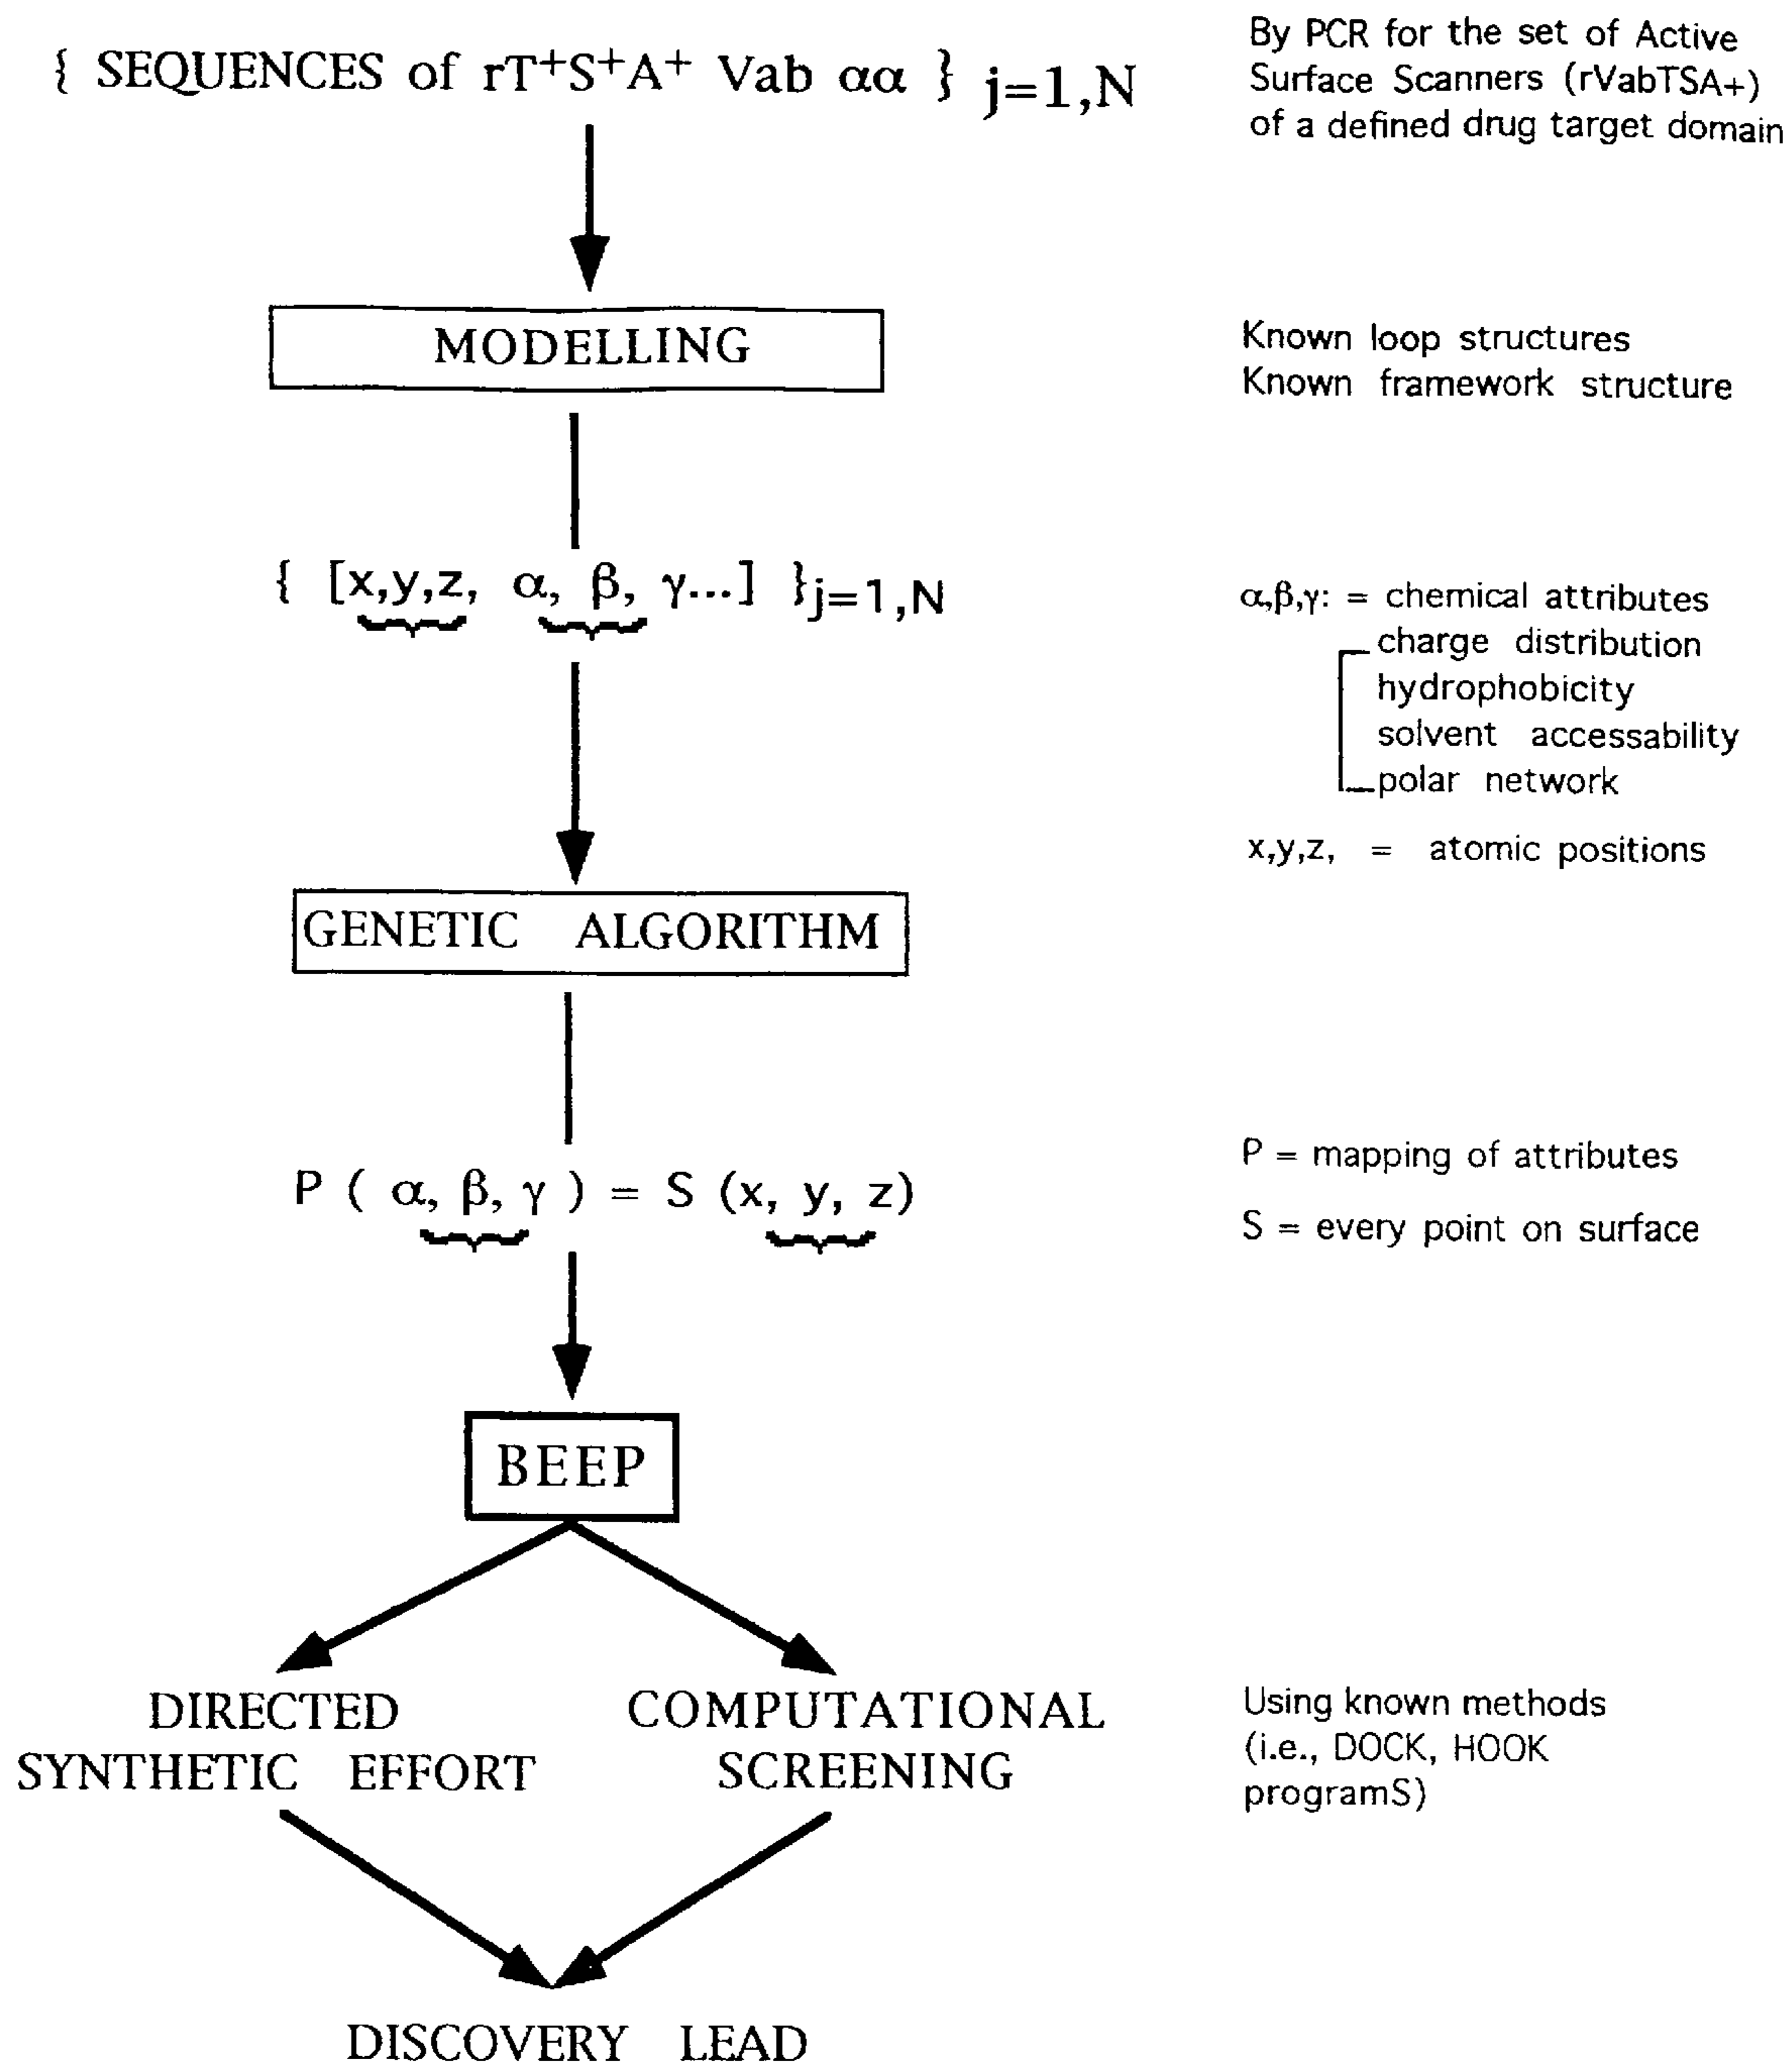 { SEQUENCES of rT⁺S⁺A⁺ Vab αα } j=1,N
By PCR for the set of Active
Surface Scanners (rVabTSA+)
of a defined drug target domain
MODELLING
Known loop structures
Known framework structure
{ [x,y,z, α, β, γ...] }j=1,N
α,β,γ: = chemical attributes
charge distribution
hydrophobicity
solvent accessability
polar network
x,y,z, = atomic positions
GENETIC ALGORITHM
P ( α, β, γ ) = S (x, y, z)
P = mapping of attributes
S = every point on surface
BEEP
DIRECTED
SYNTHETIC EFFORT
COMPUTATIONAL
SCREENING
Using known methods
(i.e., DOCK, HOOK
programS)
DISCOVERY LEAD